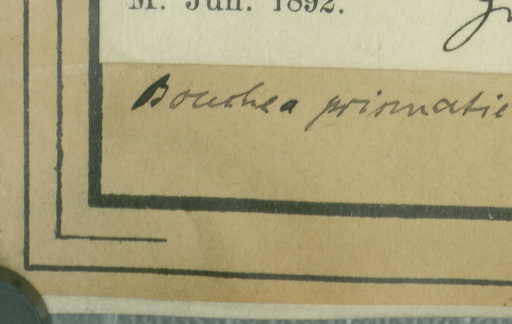 M. Jun. 1892.
Bouchea prismatic